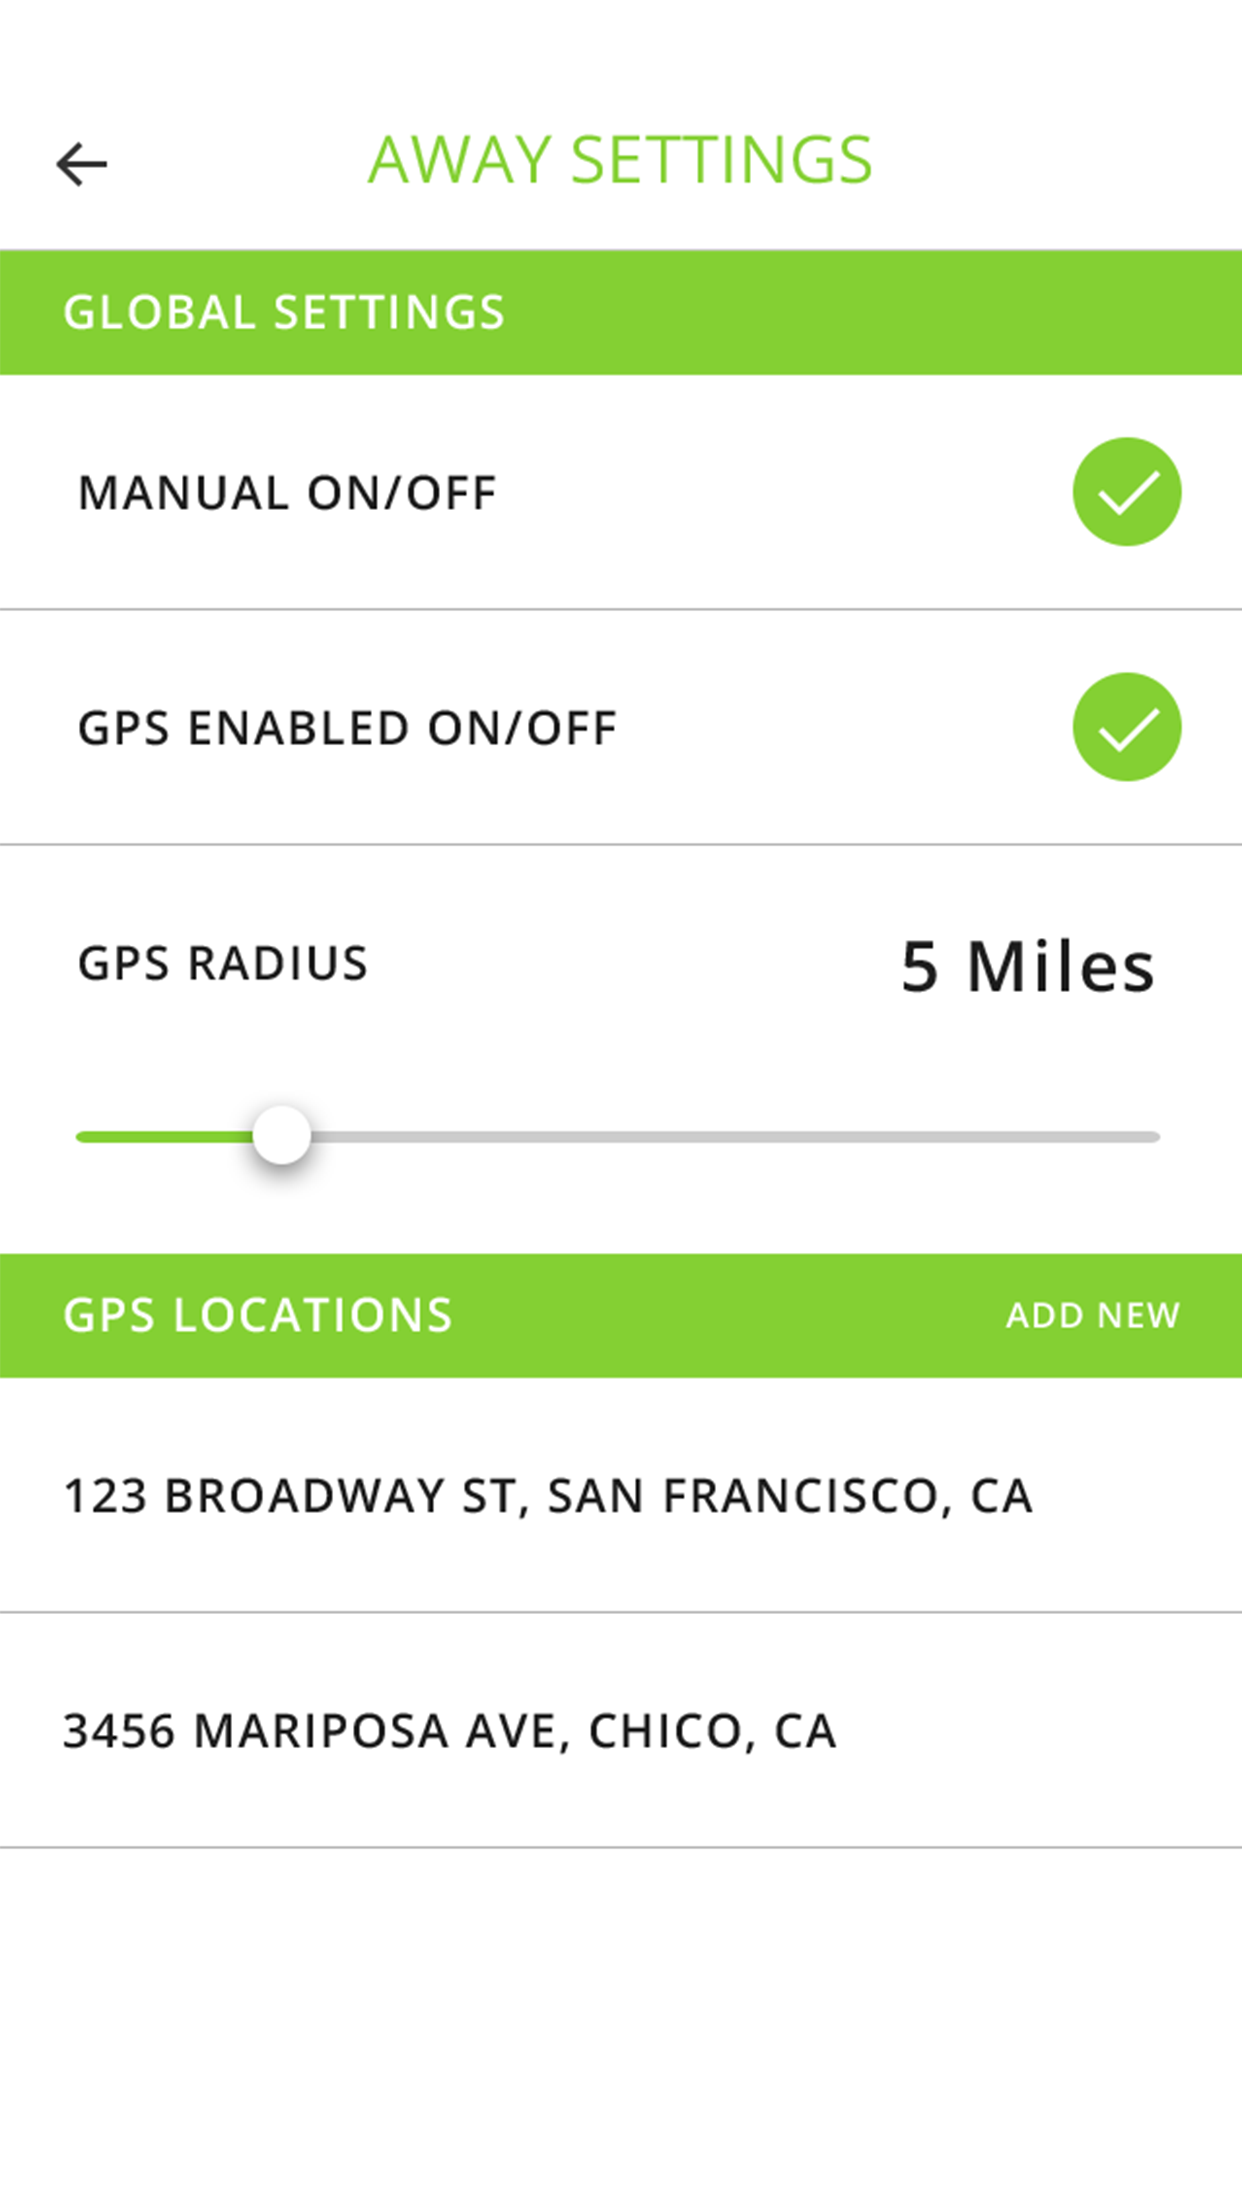 AWAY SETTINGS
GLOBAL SETTINGS
MANUAL ON/OFF
GPS ENABLED ON/OFF
GPS RADIUS 5 Miles
GPS LOCATIONS ADD NEW
123 BROADWAY ST, SAN FRANCISCO, CA
3456 MARIPOSA AVE, CHICO, CA